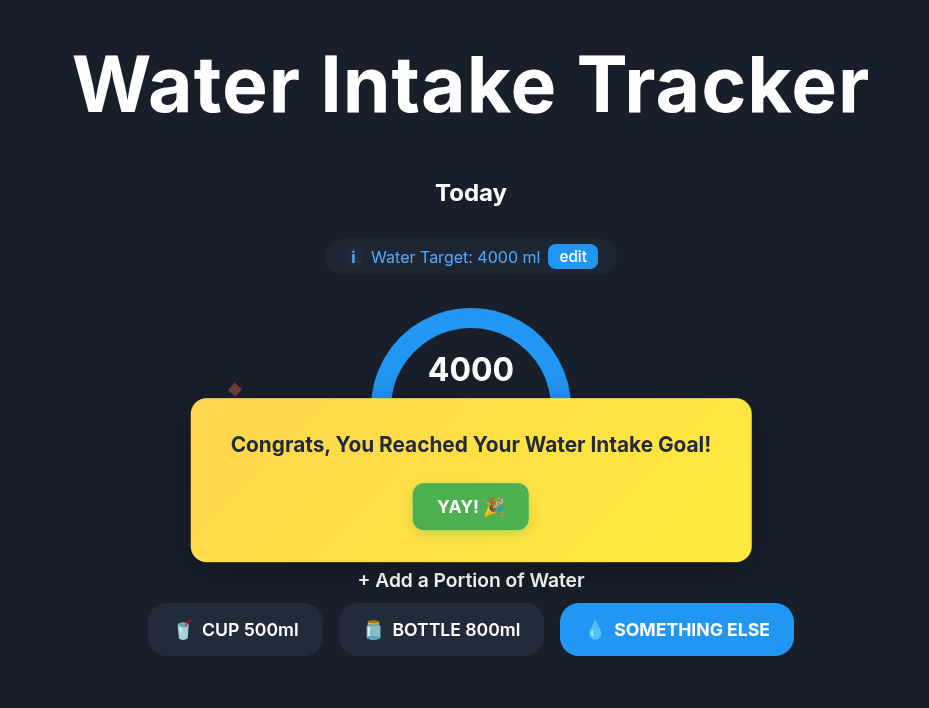 Water Intake Tracker
Today
i Water Target: 4000 ml edit
4000
Congrats, You Reached Your Water Intake Goal!
YAY! 🎉
+ Add a Portion of Water
🥤 CUP 500ml 🫙 BOTTLE 800ml 💧 SOMETHING ELSE